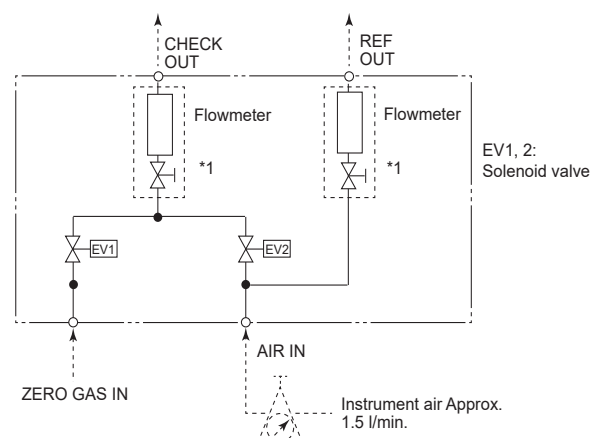 CHECK
OUT
REF
OUT
Flowmeter
Flowmeter
*1
*1
EV1, 2:
Solenoid valve
EV1
EV2
AIR IN
ZERO GAS IN
Instrument air Approx.
1.5 l/min.